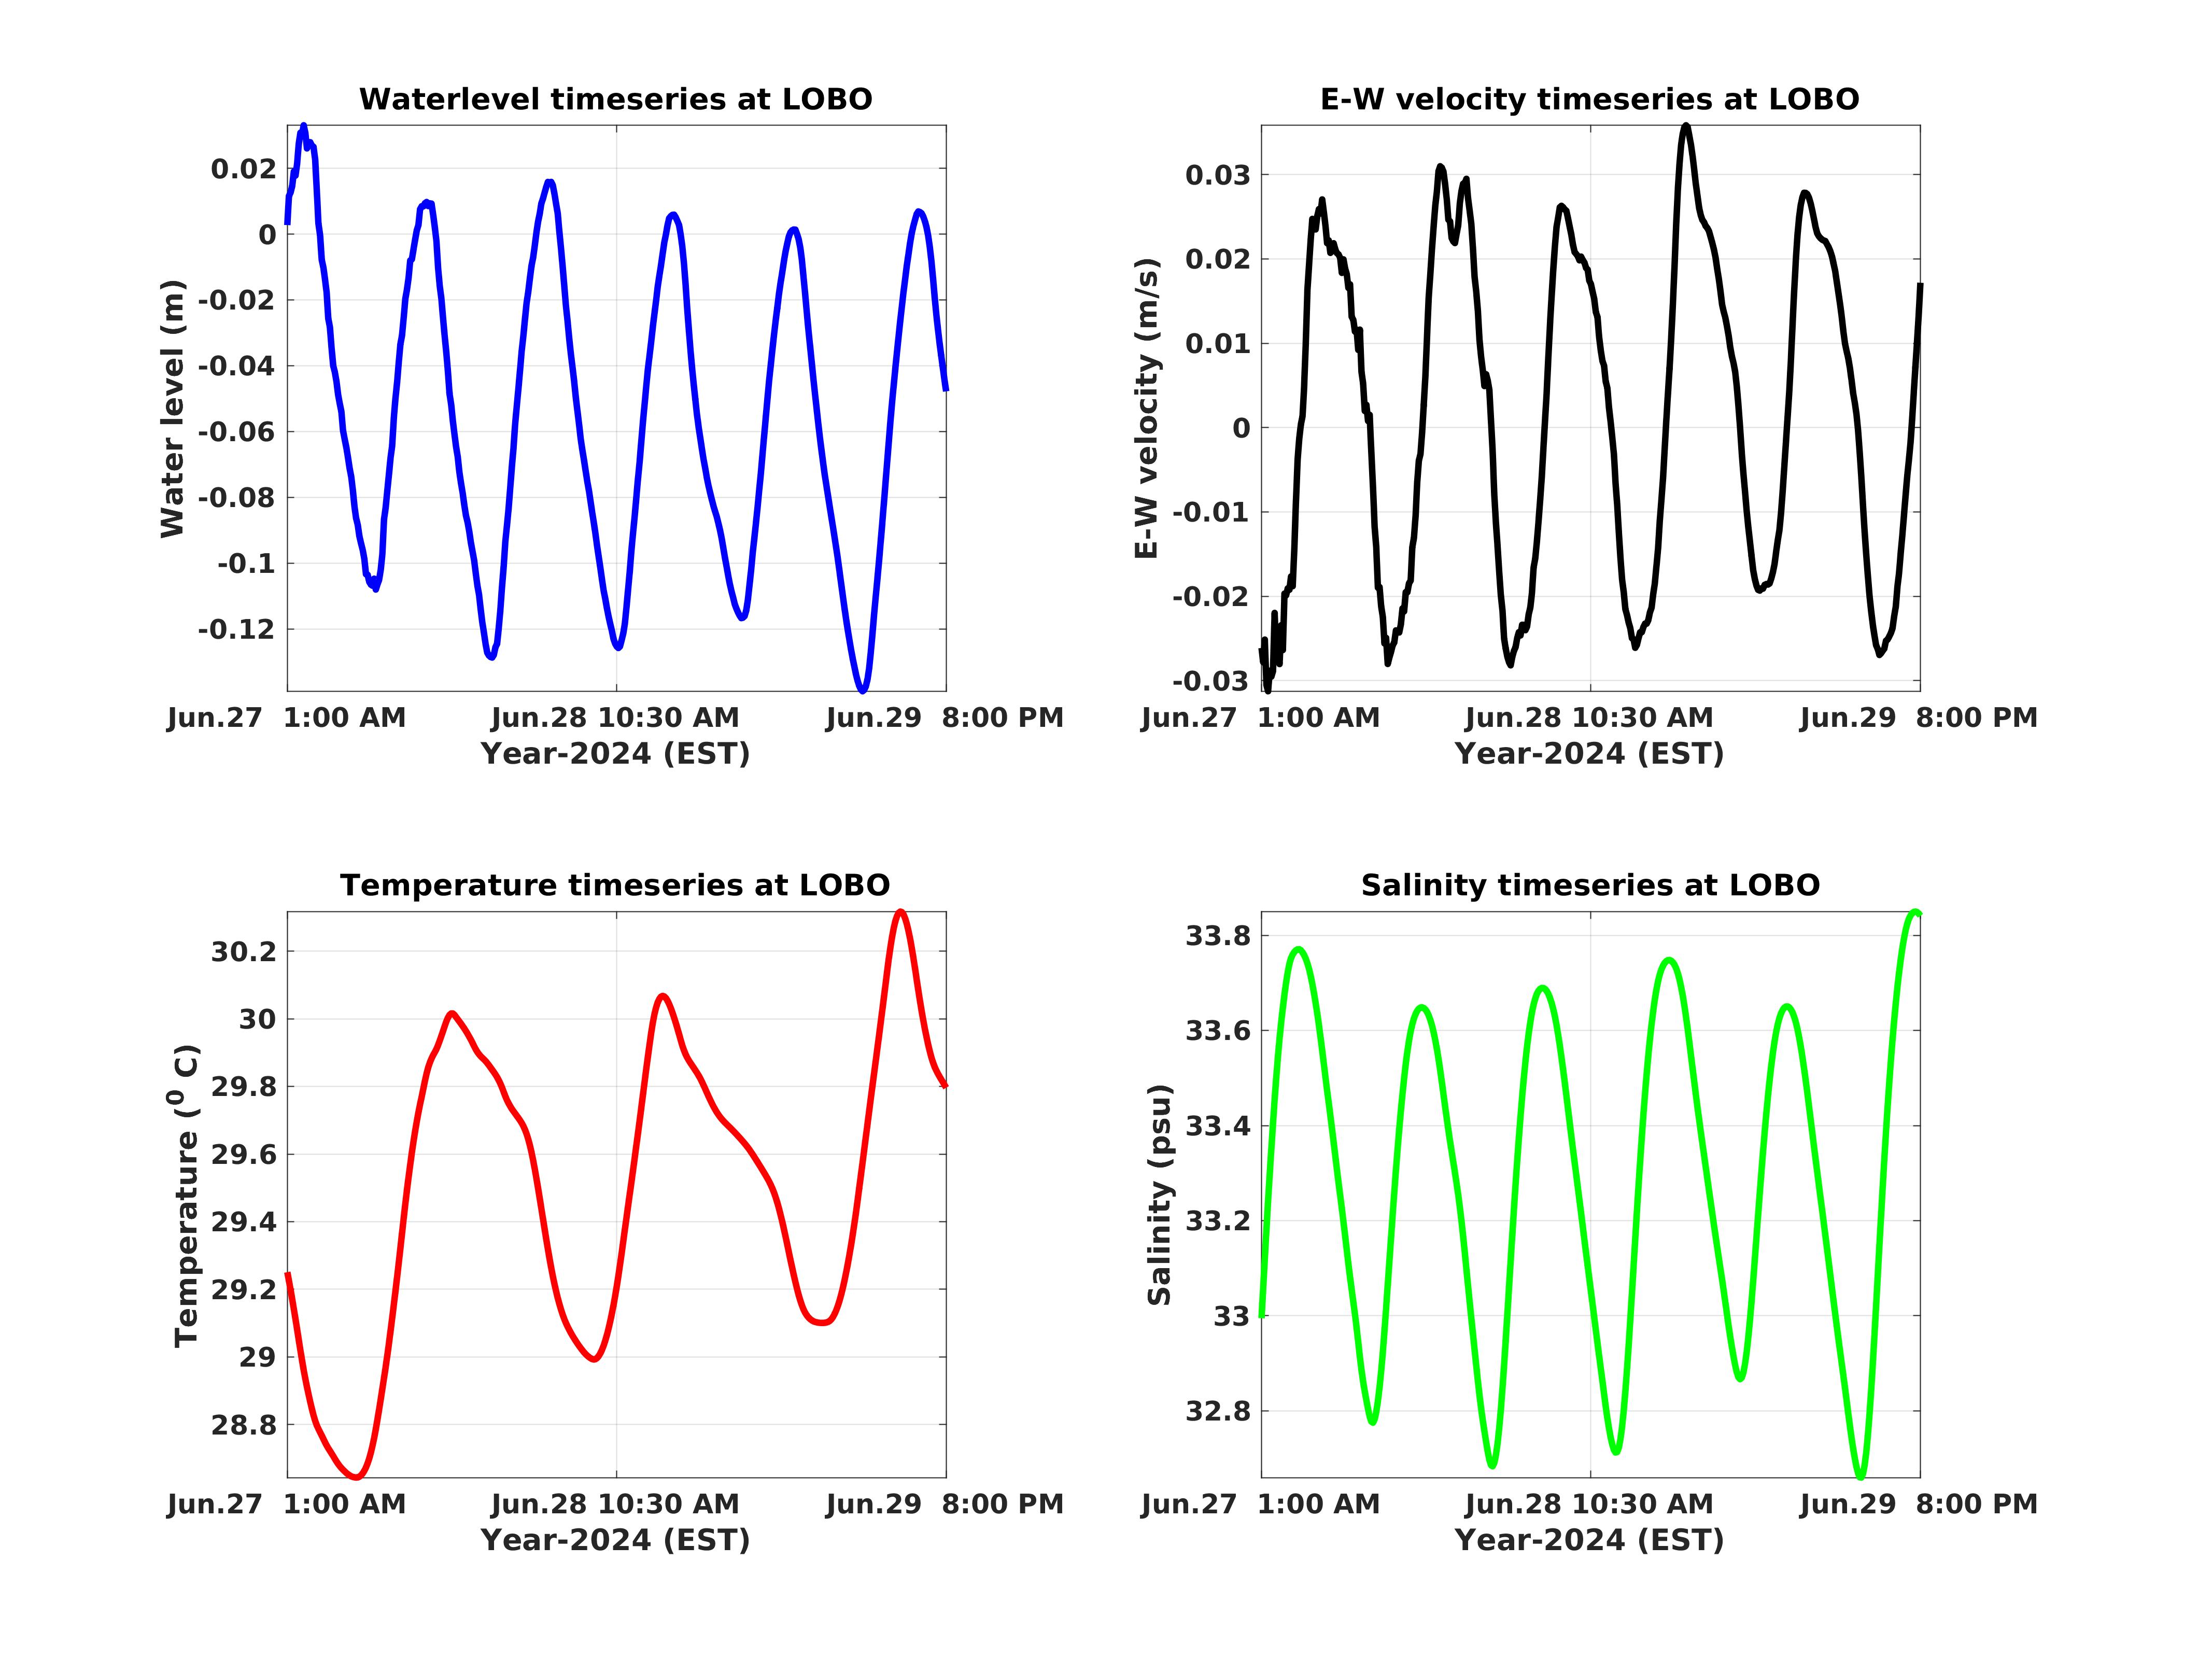 Waterlevel timeseries at LOBO
0.02
0
-0.02
-0.04
-0.06
-0.08
-0.1
-0.12
Water level (m)
Jun.27 1:00 AM
Jun.28 10:30 AM
Jun.29 8:00 PM
Year-2024 (EST)
E-W velocity timeseries at LOBO
0.03
0.02
0.01
0
-0.01
-0.02
-0.03
E-W velocity (m/s)
Jun.27 1:00 AM
Jun.28 10:30 AM
Jun.29 8:00 PM
Year-2024 (EST)
Temperature timeseries at LOBO
30.2
30
29.8
29.6
29.4
29.2
29
28.8
Temperature (⁰ C)
Jun.27 1:00 AM
Jun.28 10:30 AM
Jun.29 8:00 PM
Year-2024 (EST)
Salinity timeseries at LOBO
33.8
33.6
33.4
33.2
33
32.8
Salinity (psu)
Jun.27 1:00 AM
Jun.28 10:30 AM
Jun.29 8:00 PM
Year-2024 (EST)